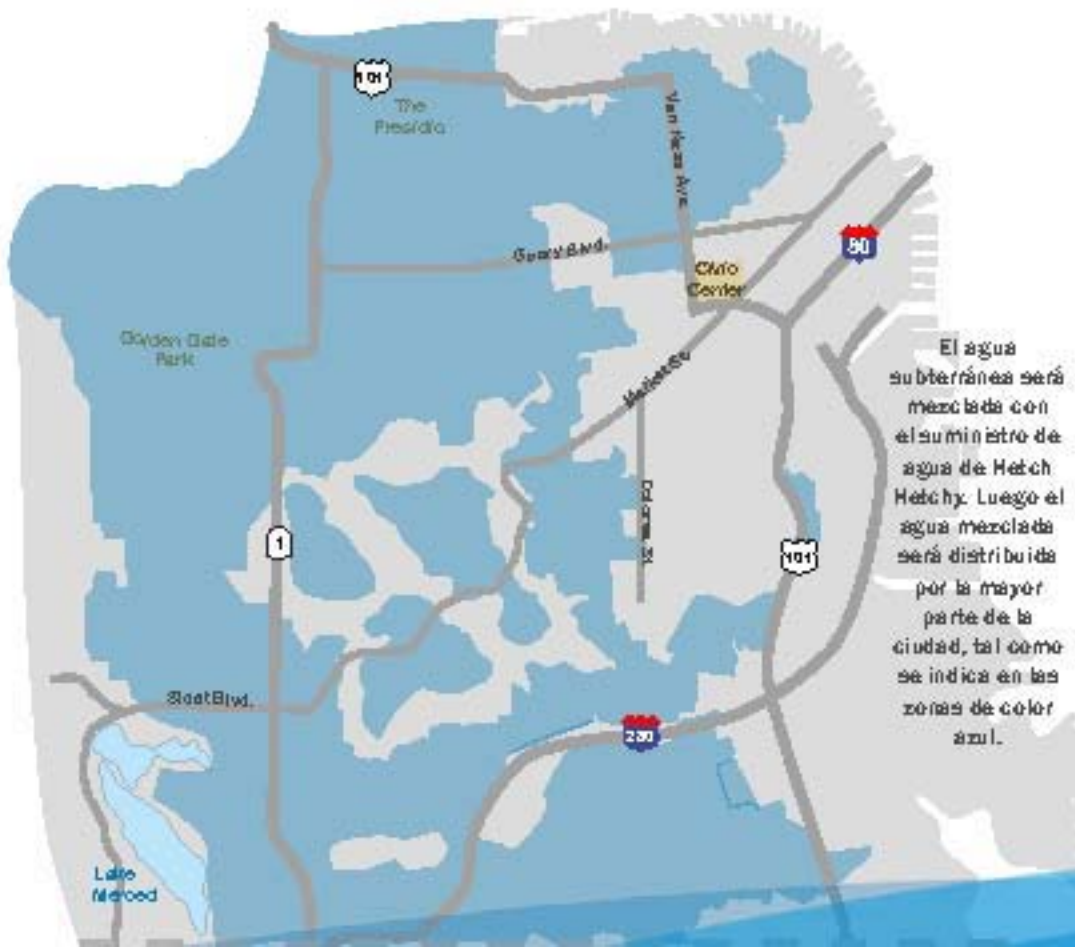 101
The
Presidio
Van Ness Ave.
Geary Blvd.
80
Civic
Center
Golden Gate
Park
Market St.
El agua
subterránea será
mezclada con
el suministro de
agua de Hetch
Hetchy. Luego el
agua mezclada
será distribuida
por la mayor
parte de la
ciudad, tal como
se indica en las
zonas de color
azul.
Dolores St.
1
101
Sloat Blvd.
280
Lake
Merced